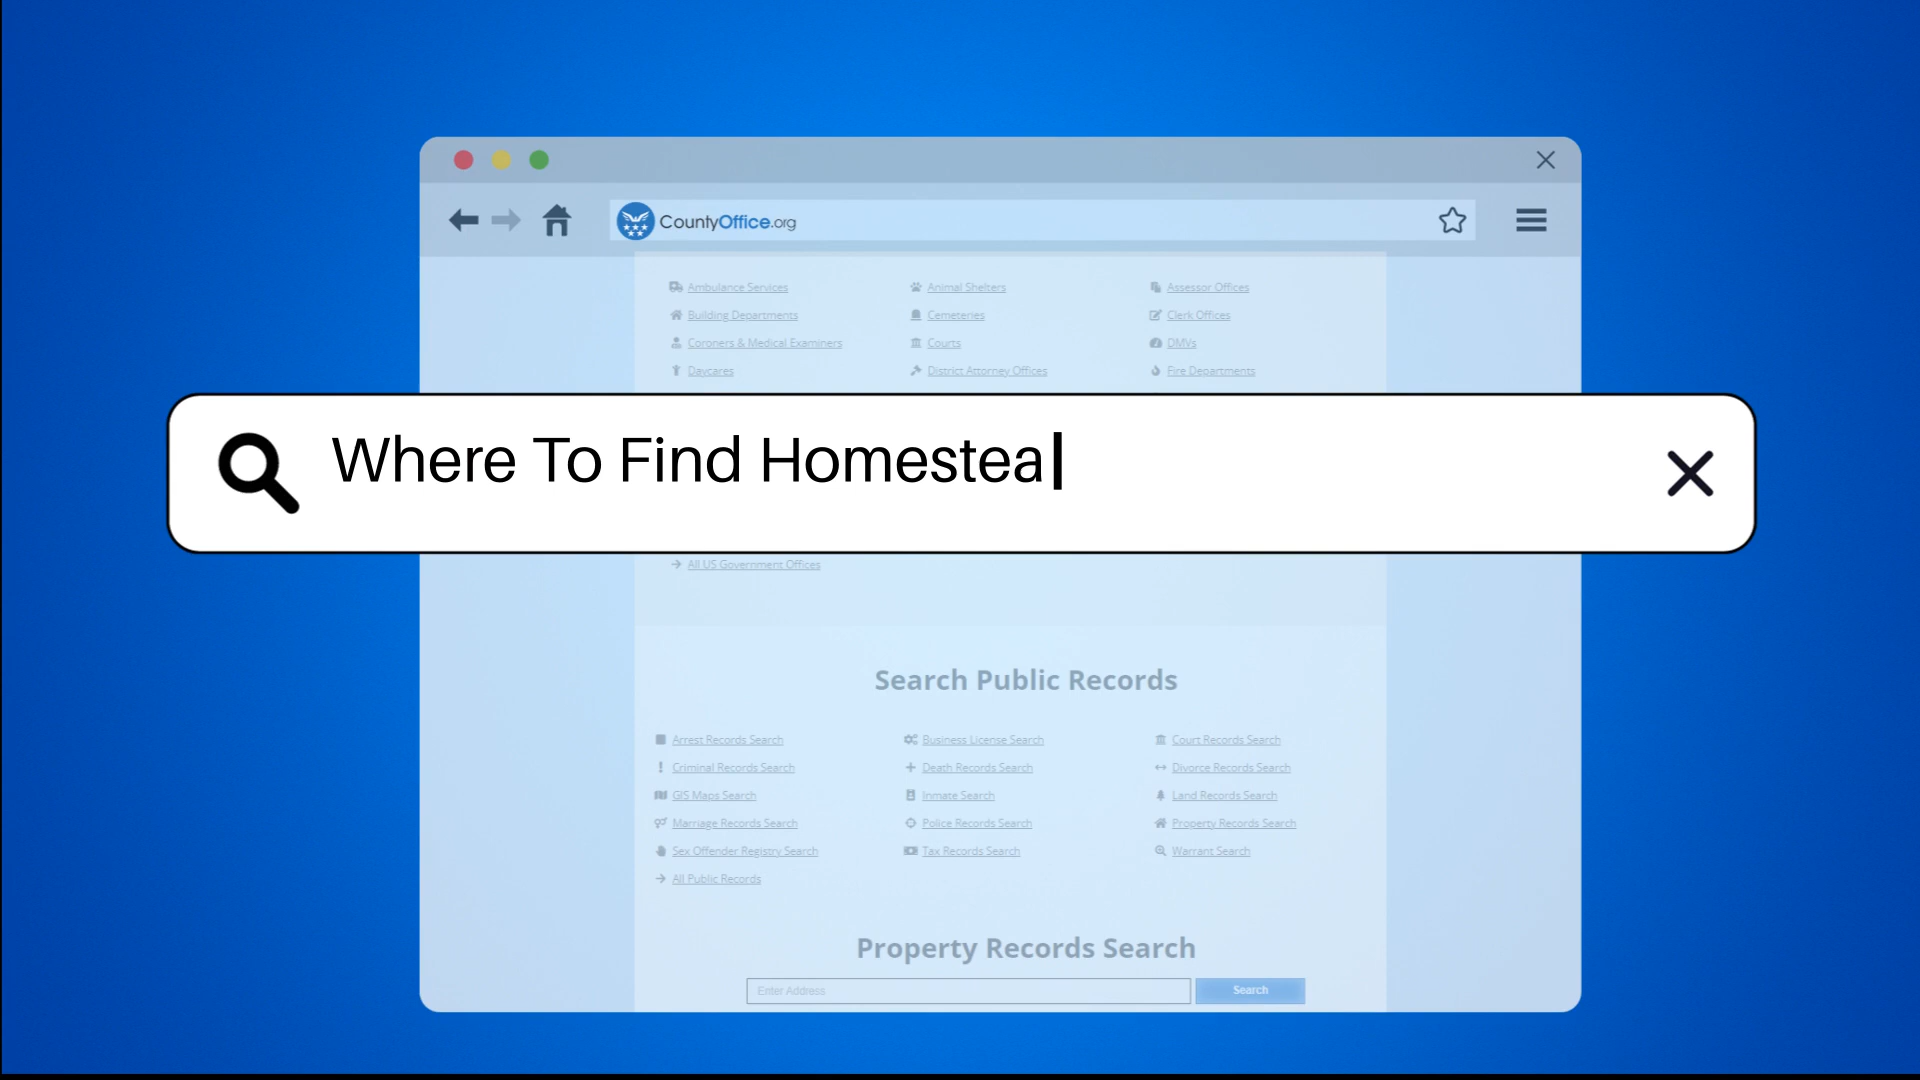 CountyOffice.org
Ambulance Services Animal Shelters Assessor Offices
Building Departments Cemeteries Clerk Offices
Coroners & Medical Examiners Courts DMVs
Daycares District Attorney Offices Fire Departments
Where To Find Homestea
All US Government Offices
Search Public Records
Arrest Records Search Business License Search Court Records Search
Criminal Records Search Death Records Search Divorce Records Search
GIS Maps Search Inmate Search Land Records Search
Marriage Records Search Police Records Search Property Records Search
Sex Offender Registry Search Tax Records Search Warrant Search
All Public Records
Property Records Search
Enter Address Search